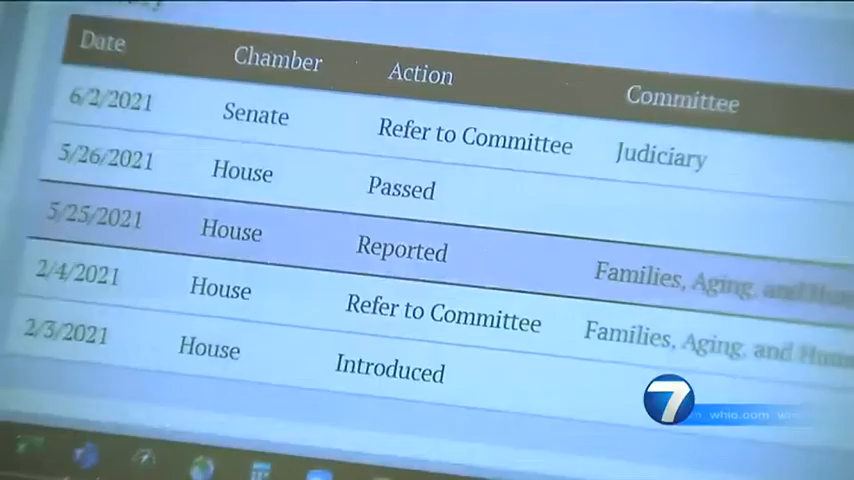 Date Chamber Action Committee
6/2/2021 Senate Refer to Committee Judiciary
5/26/2021 House Passed
5/25/2021 House Reported Families, Aging, and
2/4/2021 House Refer to Committee Families, Aging, and
2/3/2021 House Introduced
7 whio.com